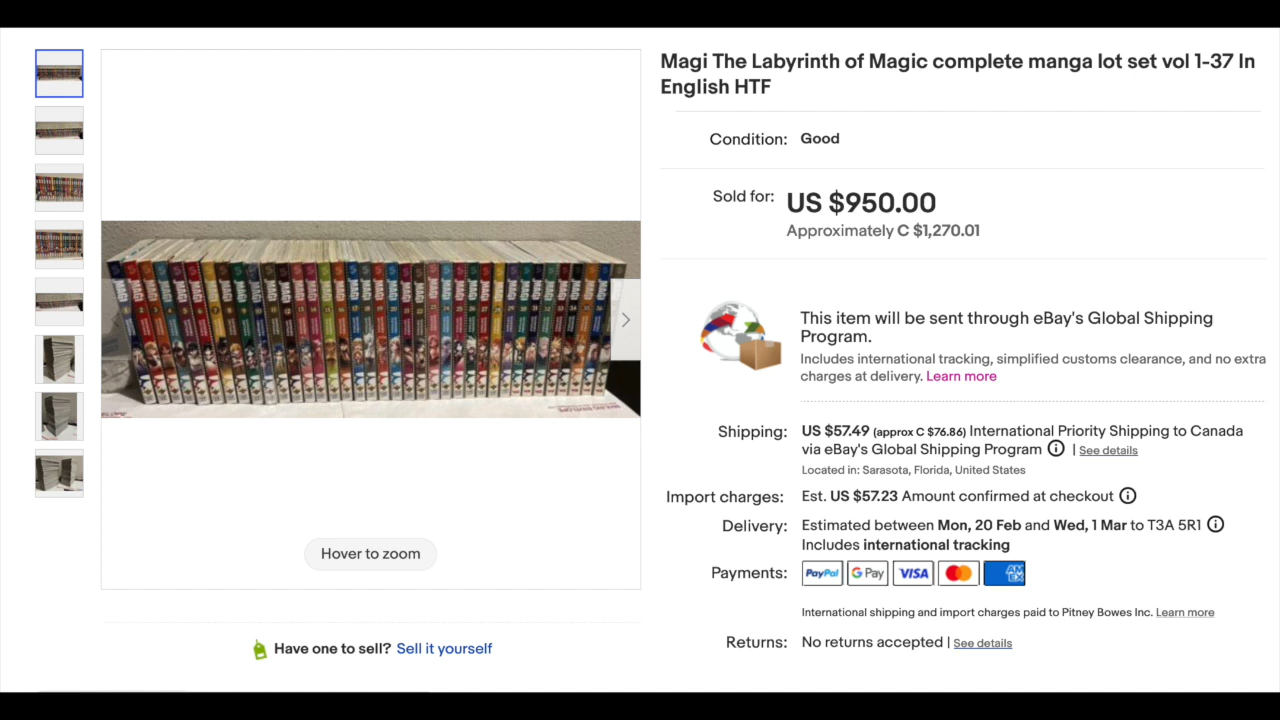 Magi The Labyrinth of Magic complete manga lot set vol 1-37 In
English HTF
Condition: Good
Sold for: US $950.00
Approximately C $1,270.01
This item will be sent through eBay's Global Shipping
Program.
Includes international tracking, simplified customs clearance, and no extra
charges at delivery. Learn more
Shipping: US $57.49 (approx C $76.86) International Priority Shipping to Canada
via eBay's Global Shipping Program | See details
Located in: Sarasota, Florida, United States
Import charges: Est. US $57.23 Amount confirmed at checkout
Delivery: Estimated between Mon, 20 Feb and Wed, 1 Mar to T3A 5R1
Includes international tracking
Payments: PayPal G Pay VISA AM EX
International shipping and import charges paid to Pitney Bowes Inc. Learn more
Returns: No returns accepted | See details
Hover to zoom
Have one to sell? Sell it yourself